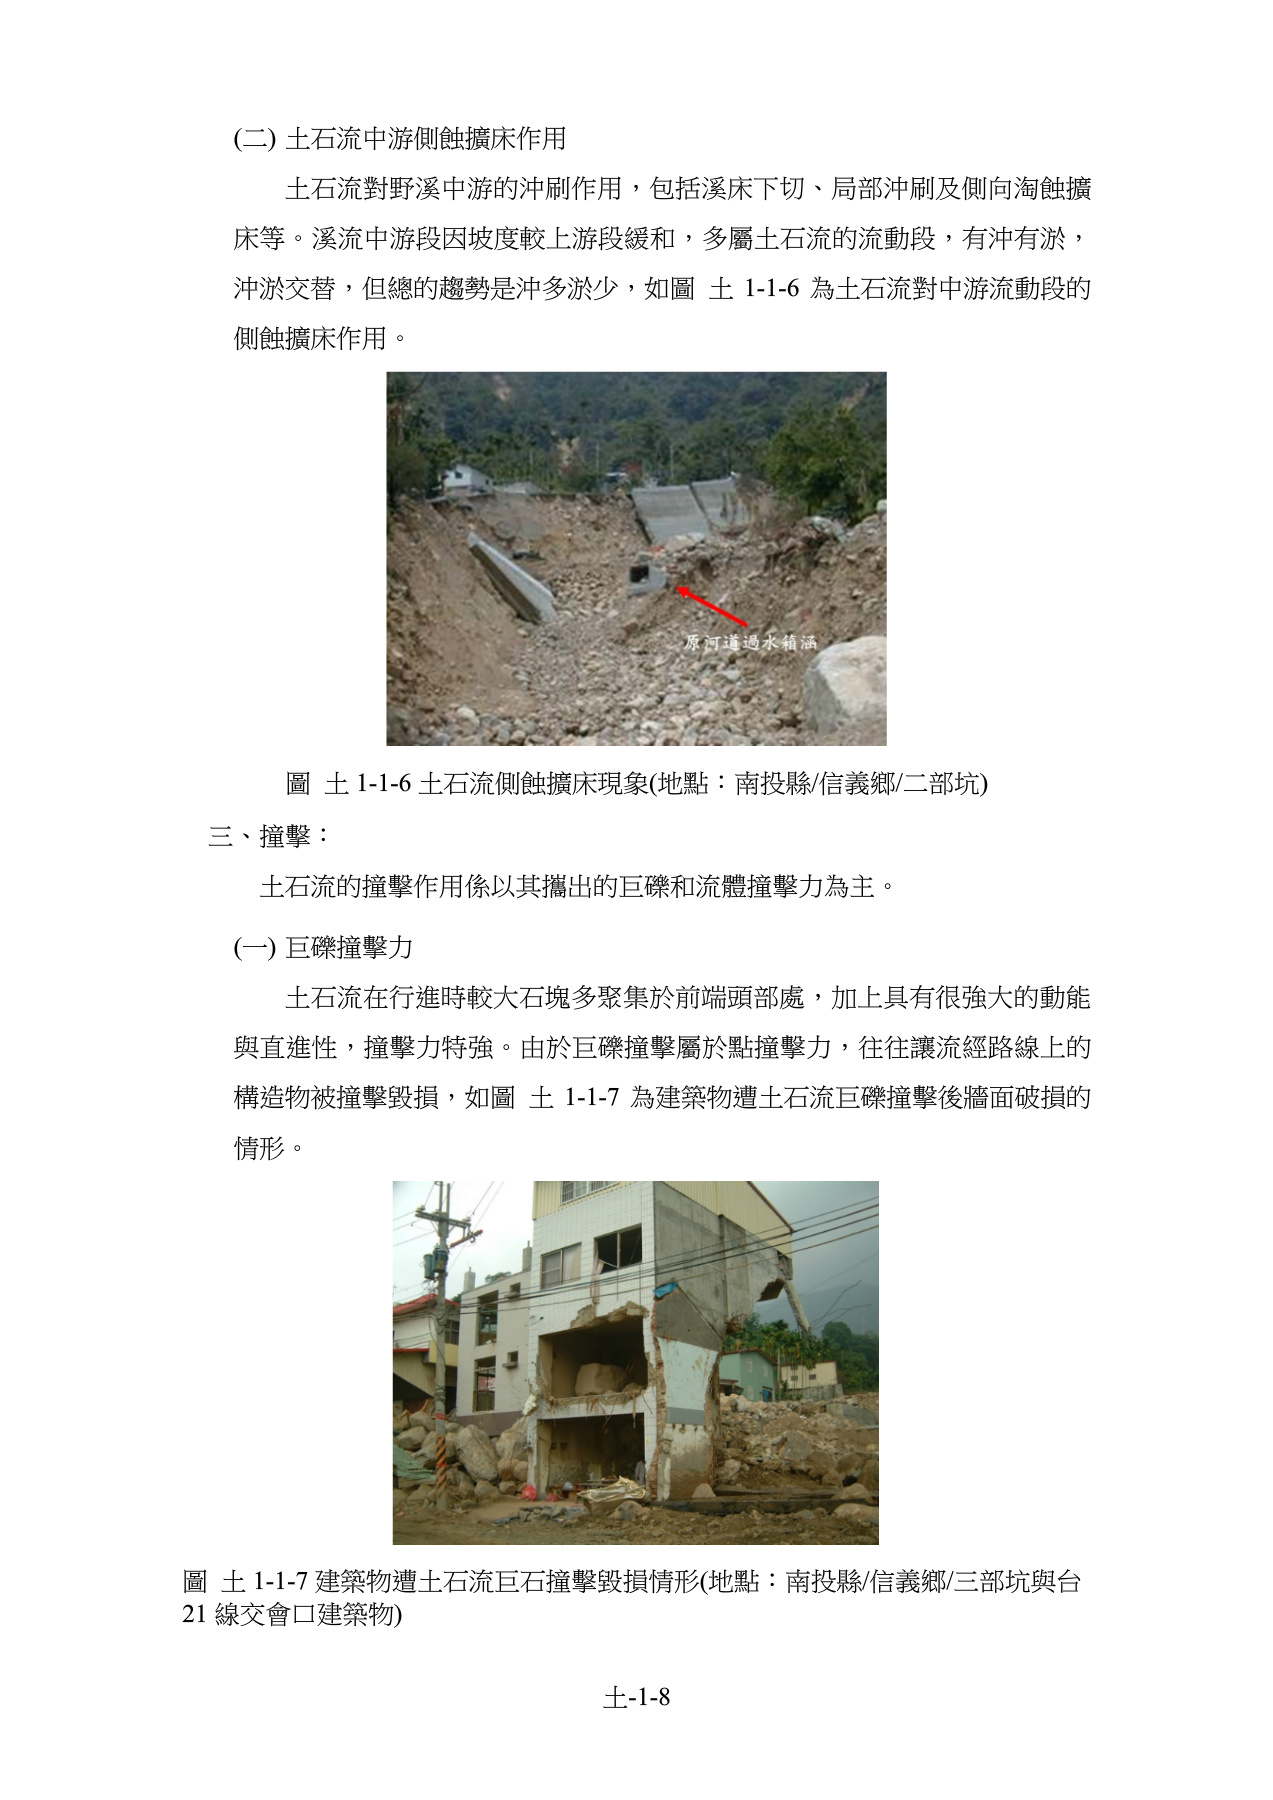 (二) 土石流中游側蝕擴床作用
土石流對野溪中游的沖刷作用，包括溪床下切、局部沖刷及側向淘蝕擴
床等。溪流中游段因坡度較上游段緩和，多屬土石流的流動段，有沖有淤，
沖淤交替，但總的趨勢是沖多淤少，如圖 土 1-1-6 為土石流對中游流動段的
側蝕擴床作用。
原河道過水箱涵
圖 土 1-1-6 土石流側蝕擴床現象(地點：南投縣/信義鄉/二部坑)
三、撞擊：
土石流的撞擊作用係以其攜出的巨礫和流體撞擊力為主。
(一) 巨礫撞擊力
土石流在行進時較大石塊多聚集於前端頭部處，加上具有很強大的動能
與直進性，撞擊力特強。由於巨礫撞擊屬於點撞擊力，往往讓流經路線上的
構造物被撞擊毀損，如圖 土 1-1-7 為建築物遭土石流巨礫撞擊後牆面破損的
情形。
圖 土 1-1-7 建築物遭土石流巨石撞擊毀損情形(地點：南投縣/信義鄉/三部坑與台
21 線交會口建築物)
土-1-8